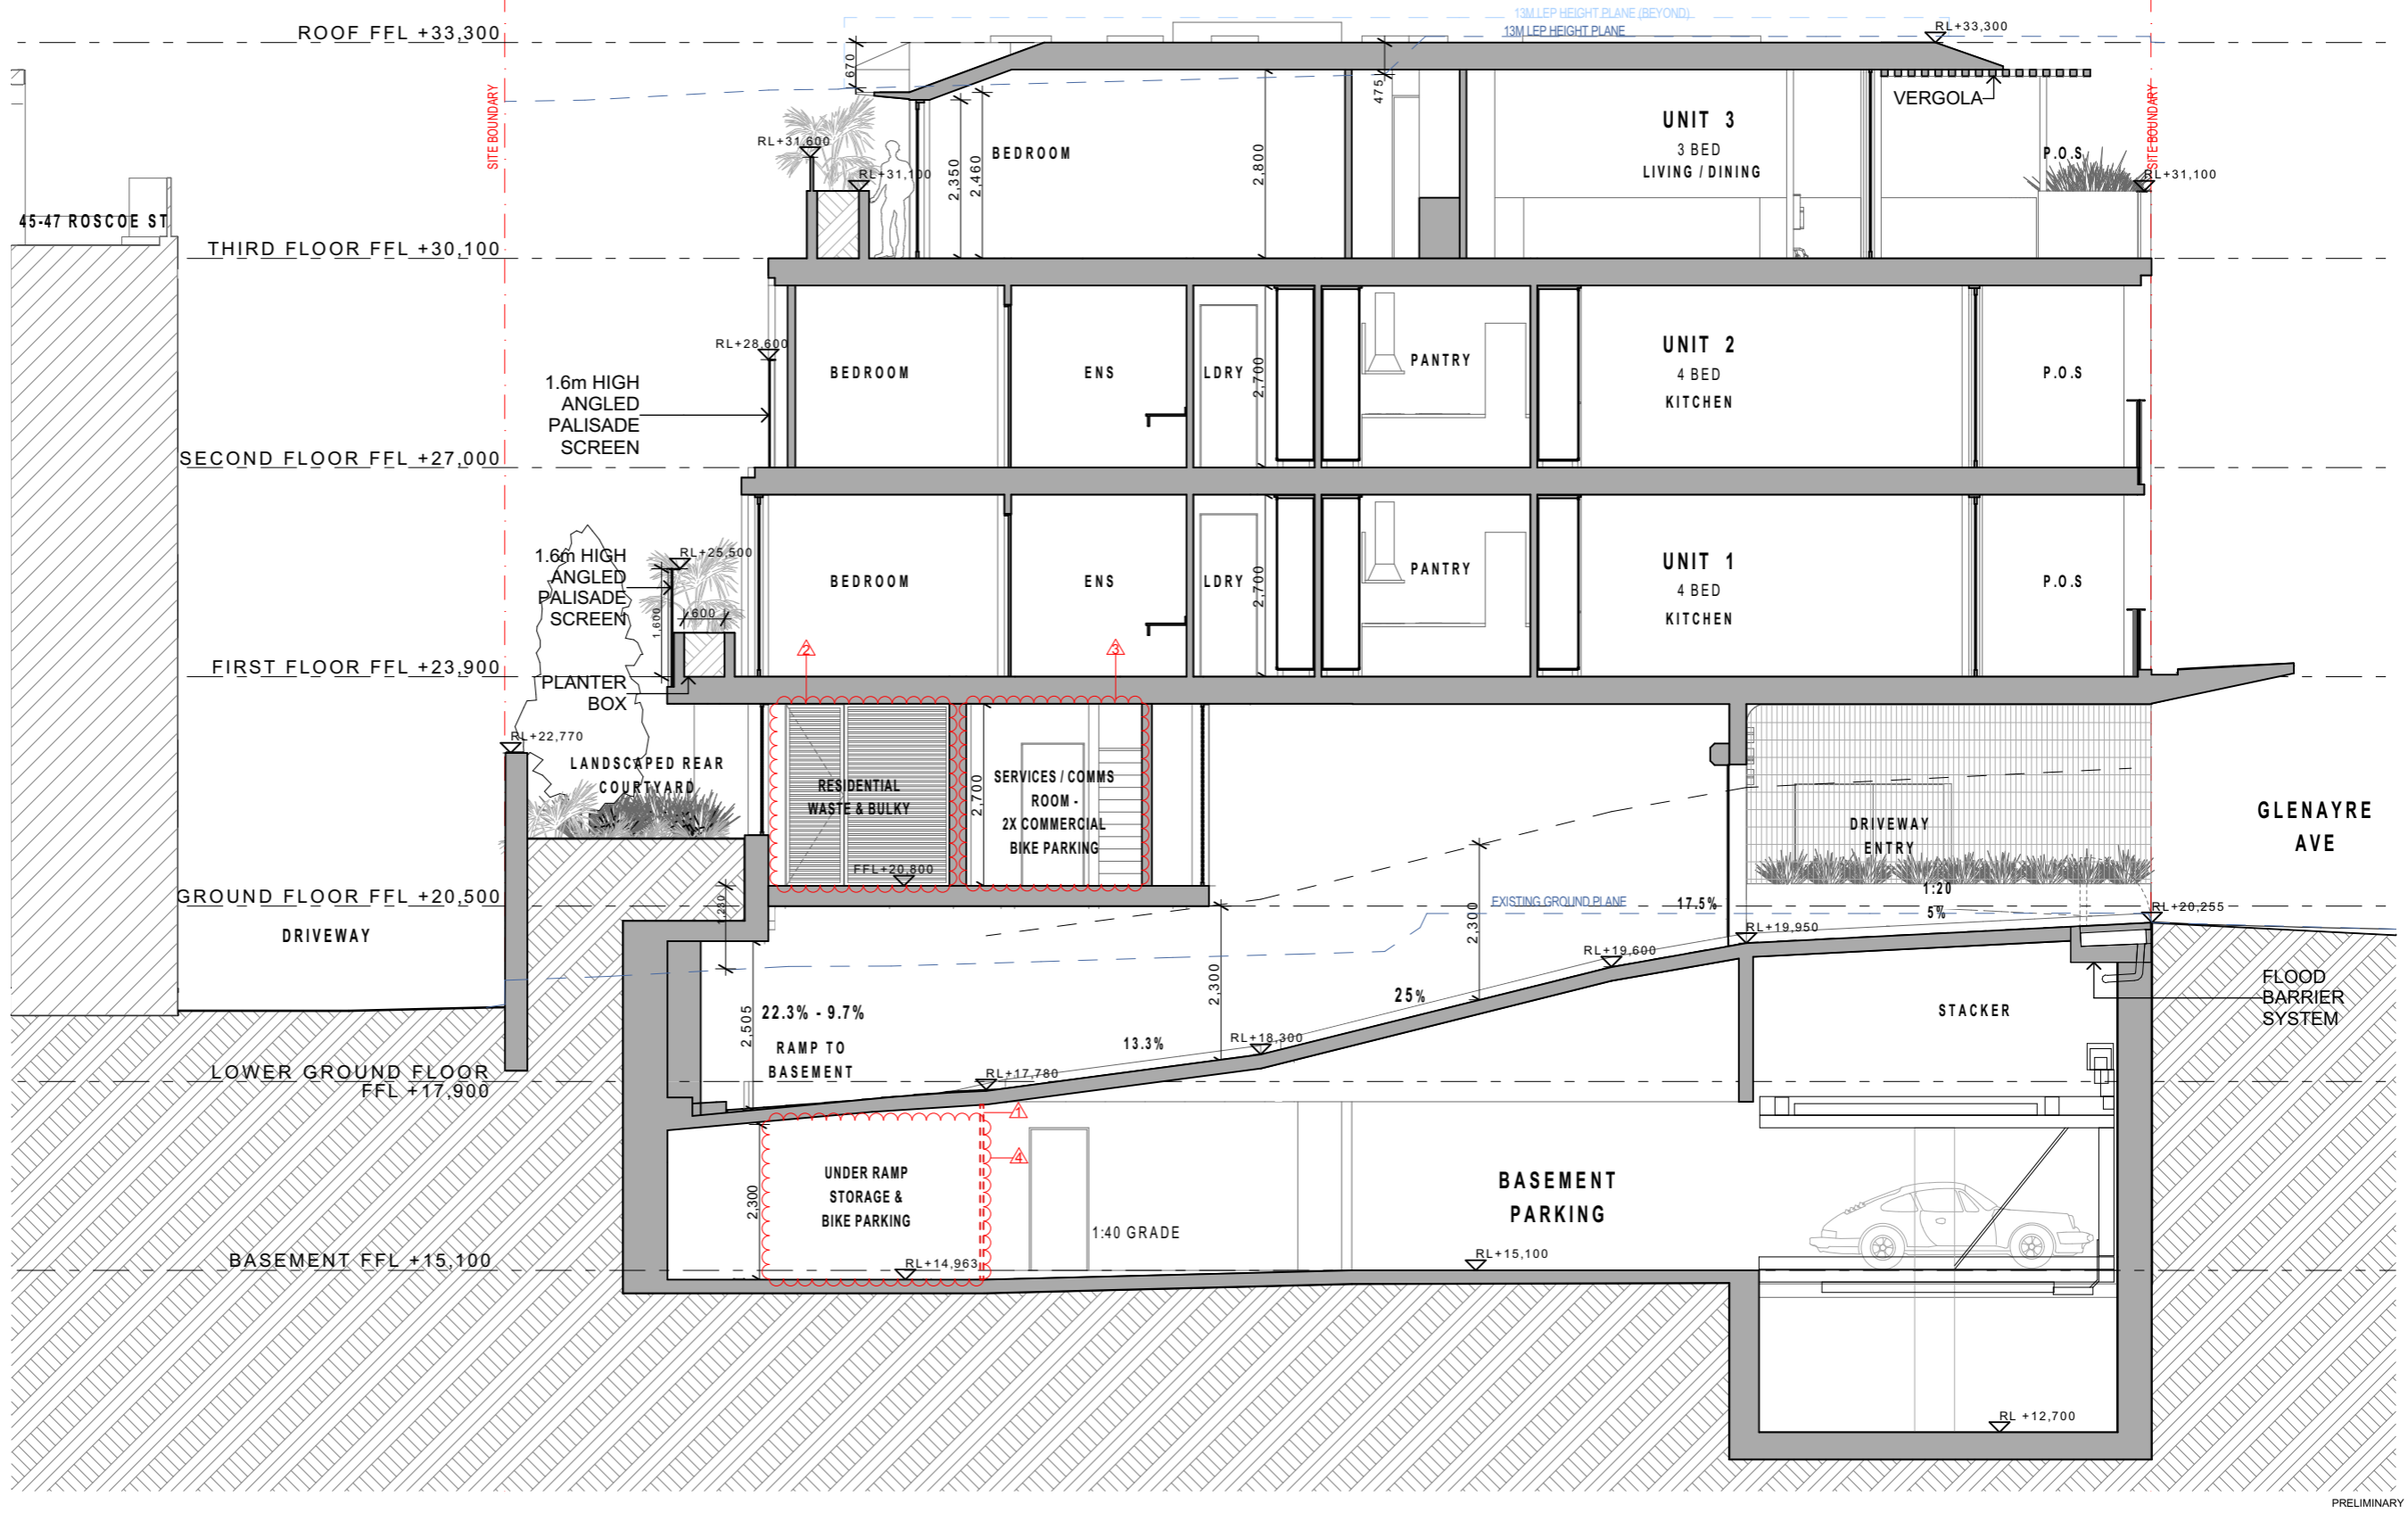 13M LEP HEIGHT PLANE (BEYOND)
13M LEP HEIGHT PLANE
ROOF FFL +33,300
RL+33,300
670
475
VERGOLA
SITE BOUNDARY
SITE BOUNDARY
RL+31,600
RL+31,100
BEDROOM
2,350
2,460
2,800
UNIT 3
3 BED
LIVING / DINING
P.O.S
RL+31,100
45-47 ROSCOE ST
THIRD FLOOR FFL +30,100
RL+28,600
1.6m HIGH
ANGLED
PALISADE
SCREEN
BEDROOM
ENS
LDRY
2,700
PANTRY
UNIT 2
4 BED
KITCHEN
P.O.S
SECOND FLOOR FFL +27,000
RL+25,500
1.6m HIGH
ANGLED
PALISADE
SCREEN
1,600
600
BEDROOM
ENS
LDRY
2,700
PANTRY
UNIT 1
4 BED
KITCHEN
P.O.S
2
3
FIRST FLOOR FFL +23,900
PLANTER
BOX
RL+22,770
LANDSCAPED REAR
COURTYARD
RESIDENTIAL
WASTE & BULKY
2,700
SERVICES / COMMS
ROOM -
2X COMMERCIAL
BIKE PARKING
DRIVEWAY
ENTRY
GLENAYRE
AVE
FFL+20,800
GROUND FLOOR FFL +20,500
DRIVEWAY
EXISTING GROUND PLANE
2,300
17.5%
1:20
5%
RL+20,255
RL+19,950
RL+19,600
2,505
22.3% - 9.7%
RAMP TO
BASEMENT
2,300
13.3%
25%
RL+18,300
STACKER
FLOOD
BARRIER
SYSTEM
LOWER GROUND FLOOR
FFL +17,900
RL+17,780
1
4
2,300
UNDER RAMP
STORAGE &
BIKE PARKING
1:40 GRADE
BASEMENT
PARKING
BASEMENT FFL +15,100
RL+14,963
RL+15,100
RL +12,700
PRELIMINARY